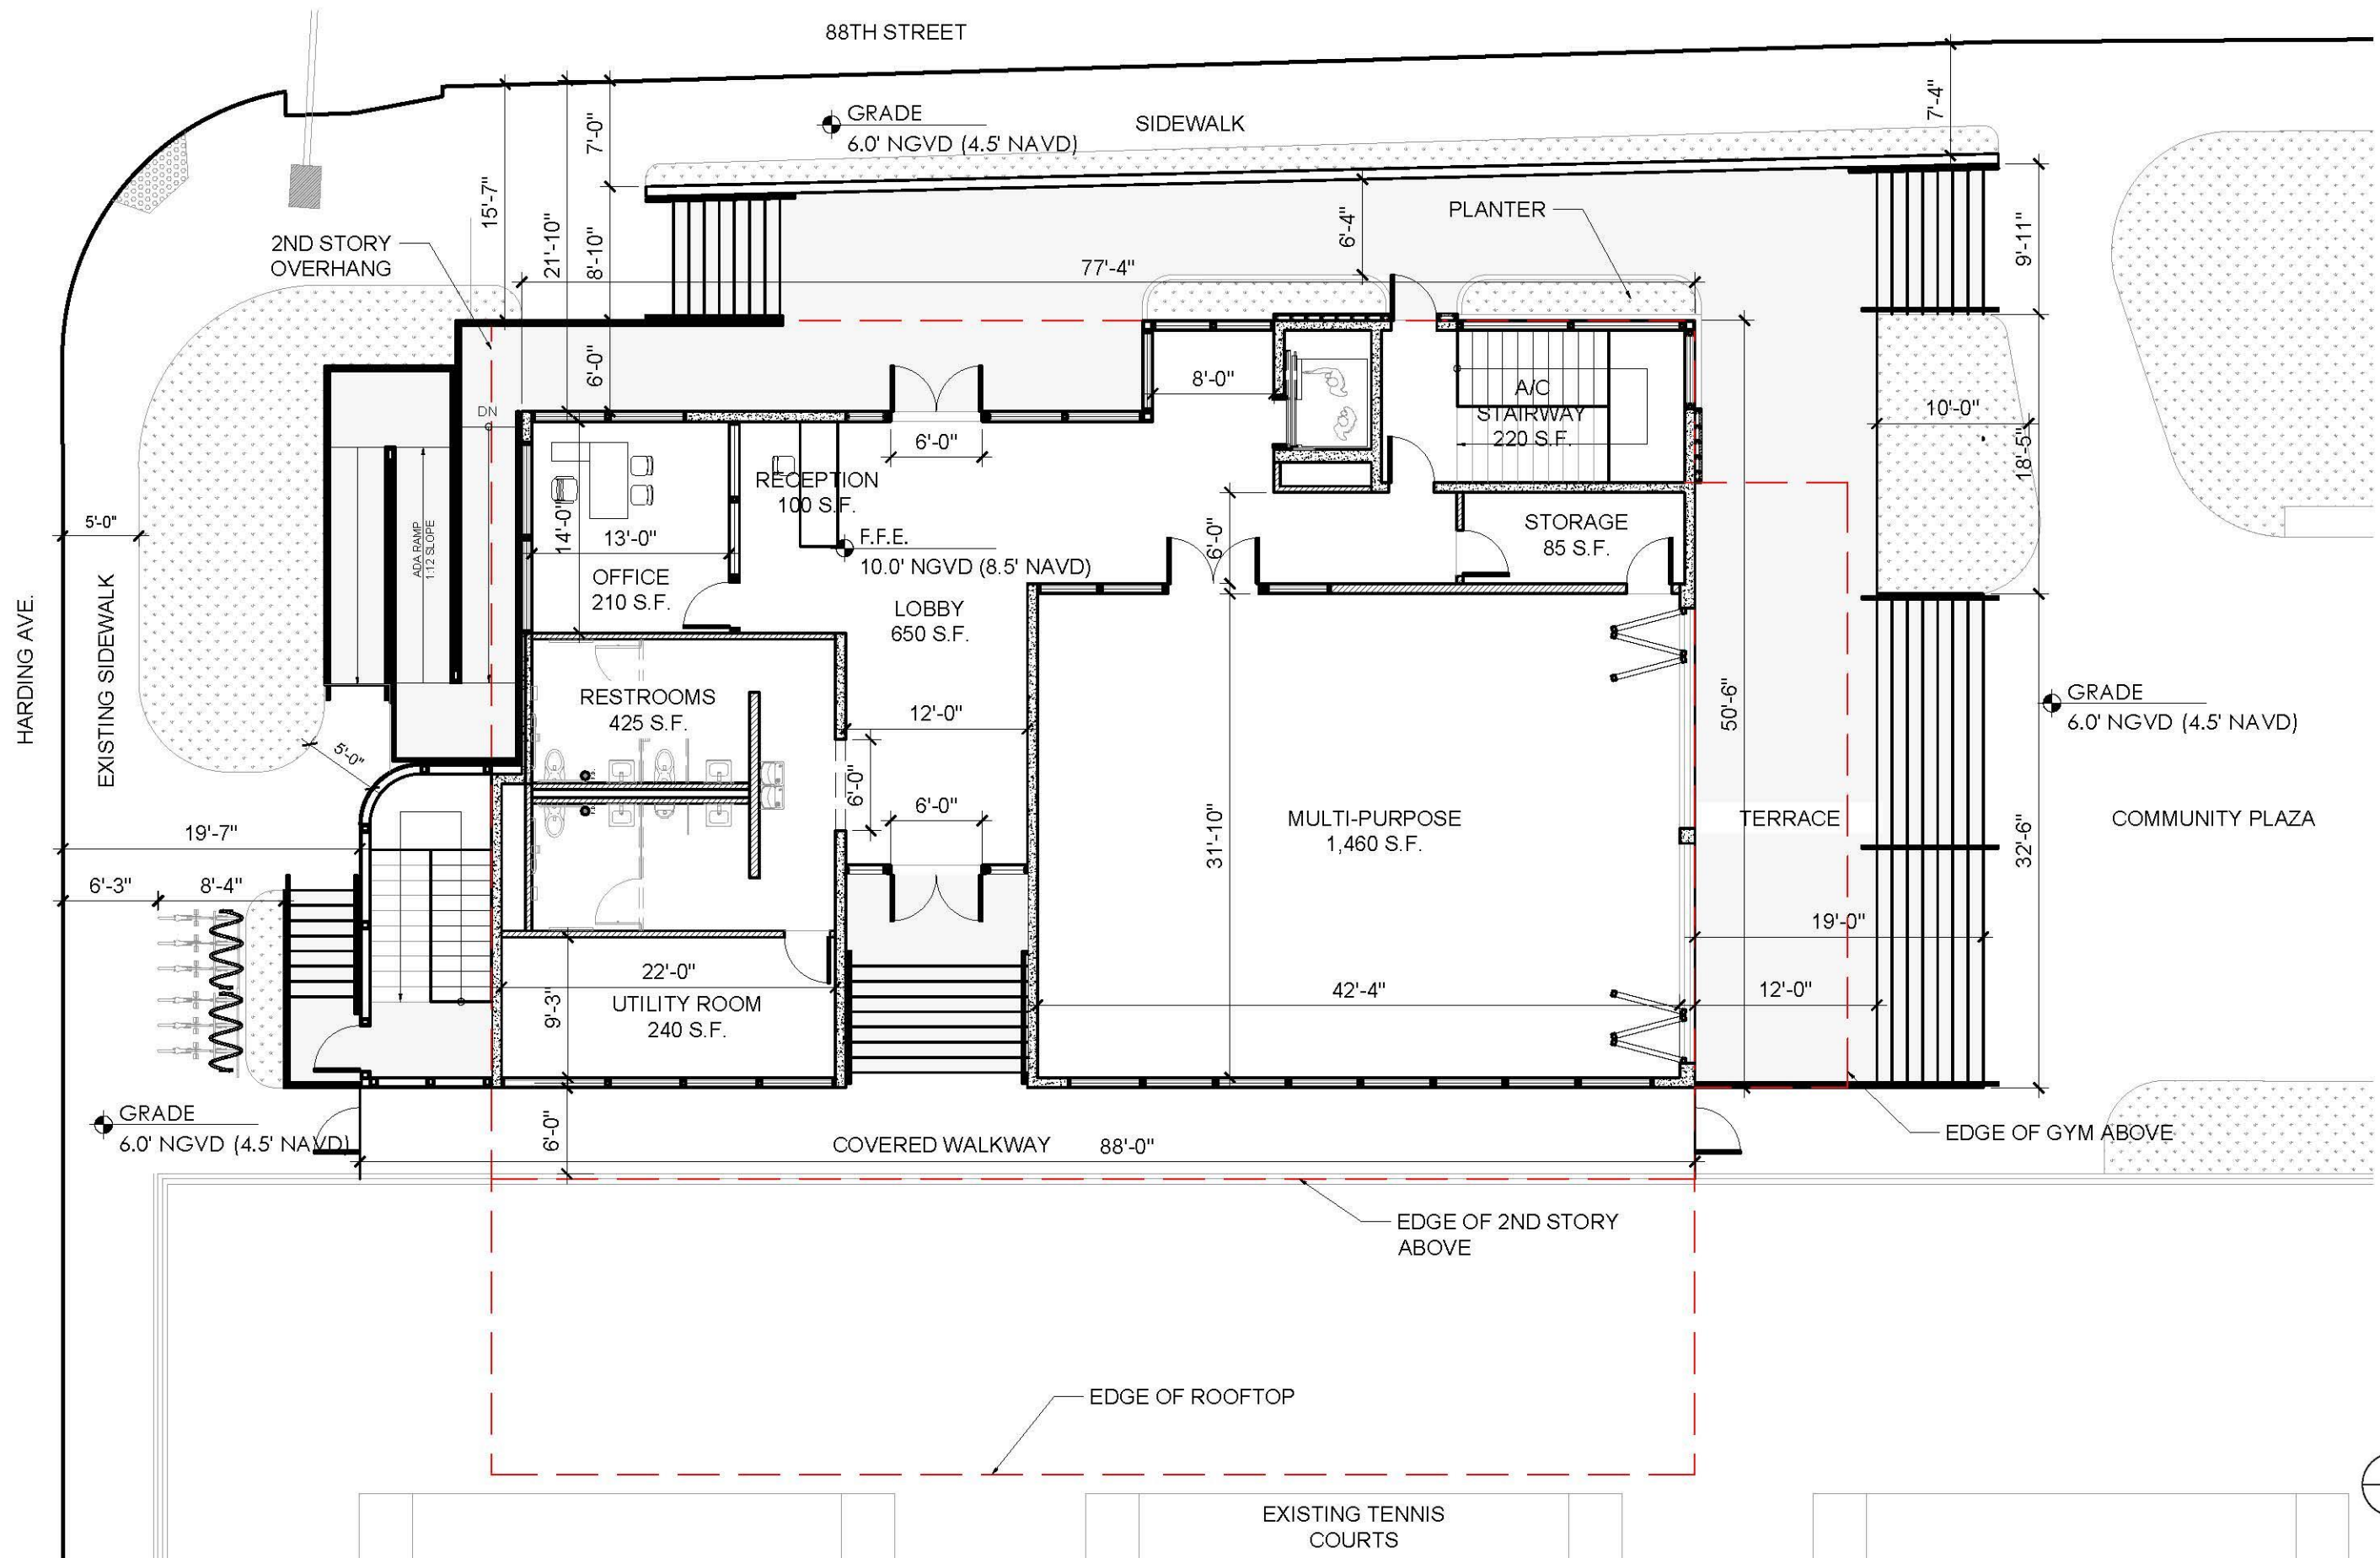 88TH STREET
GRADE
6.0' NGVD (4.5' NAVD)
SIDEWALK
7'-4"
7'-0"
15'-7"
21'-10"
8'-10"
6'-4"
PLANTER
9'-11"
2ND STORY
OVERHANG
77'-4"
6'-0"
8'-0"
A/C
STAIRWAY
220 S.F.
10'-0"
18'-5"
DN
6'-0"
RECEPTION
100 S.F.
14'-0"
13'-0"
F.F.E.
10.0' NGVD (8.5' NAVD)
6'-0"
STORAGE
85 S.F.
5'-0"
ADA RAMP
1:12 SLOPE
OFFICE
210 S.F.
LOBBY
650 S.F.
HARDING AVE.
EXISTING SIDEWALK
RESTROOMS
425 S.F.
12'-0"
50'-6"
GRADE
6.0' NGVD (4.5' NAVD)
5'-0"
6'-0"
6'-0"
31'-10"
MULTI-PURPOSE
1,460 S.F.
TERRACE
COMMUNITY PLAZA
32'-6"
19'-7"
6'-3"
8'-4"
19'-0"
22'-0"
UTILITY ROOM
240 S.F.
9'-3"
42'-4"
12'-0"
GRADE
6.0' NGVD (4.5' NAVD)
6'-0"
COVERED WALKWAY
88'-0"
EDGE OF GYM ABOVE
EDGE OF 2ND STORY
ABOVE
EDGE OF ROOFTOP
EXISTING TENNIS
COURTS